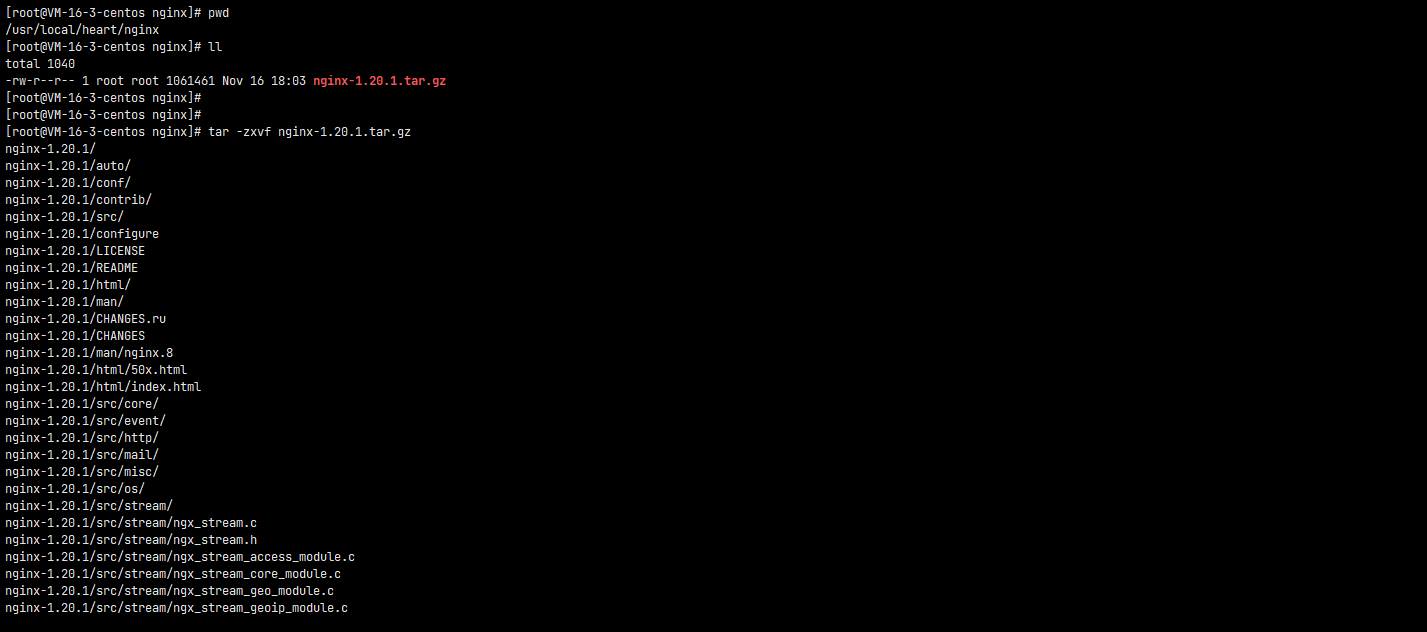 [root@VM-16-3-centos nginx]# pwd
/usr/local/heart/nginx
[root@VM-16-3-centos nginx]# ll
total 1040
-rw-r--r-- 1 root root 1061461 Nov 16 18:03 nginx-1.20.1.tar.gz
[root@VM-16-3-centos nginx]#
[root@VM-16-3-centos nginx]#
[root@VM-16-3-centos nginx]# tar -zxvf nginx-1.20.1.tar.gz
nginx-1.20.1/
nginx-1.20.1/auto/
nginx-1.20.1/conf/
nginx-1.20.1/contrib/
nginx-1.20.1/src/
nginx-1.20.1/configure
nginx-1.20.1/LICENSE
nginx-1.20.1/README
nginx-1.20.1/html/
nginx-1.20.1/man/
nginx-1.20.1/CHANGES.ru
nginx-1.20.1/CHANGES
nginx-1.20.1/man/nginx.8
nginx-1.20.1/html/50x.html
nginx-1.20.1/html/index.html
nginx-1.20.1/src/core/
nginx-1.20.1/src/event/
nginx-1.20.1/src/http/
nginx-1.20.1/src/mail/
nginx-1.20.1/src/misc/
nginx-1.20.1/src/os/
nginx-1.20.1/src/stream/
nginx-1.20.1/src/stream/ngx_stream.c
nginx-1.20.1/src/stream/ngx_stream.h
nginx-1.20.1/src/stream/ngx_stream_access_module.c
nginx-1.20.1/src/stream/ngx_stream_core_module.c
nginx-1.20.1/src/stream/ngx_stream_geo_module.c
nginx-1.20.1/src/stream/ngx_stream_geoip_module.c